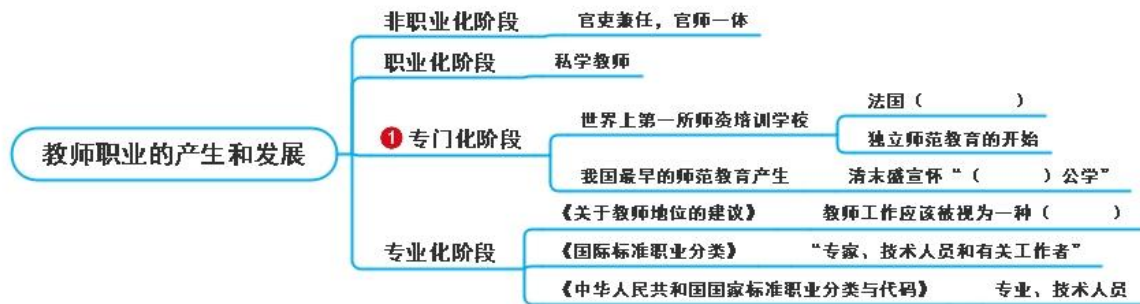 教师职业的产生和发展
非职业化阶段 官吏兼任，官师一体
职业化阶段 私学教师
1 专门化阶段
世界上第一所师资培训学校
法国（ ）
独立师范教育的开始
我国最早的师范教育产生 清末盛宣怀“（ ）公学”
专业化阶段
《关于教师地位的建议》 教师工作应该被视为一种（ ）
《国际标准职业分类》 “专家、技术人员和有关工作者”
《中华人民共和国国家标准职业分类与代码》 专业、技术人员